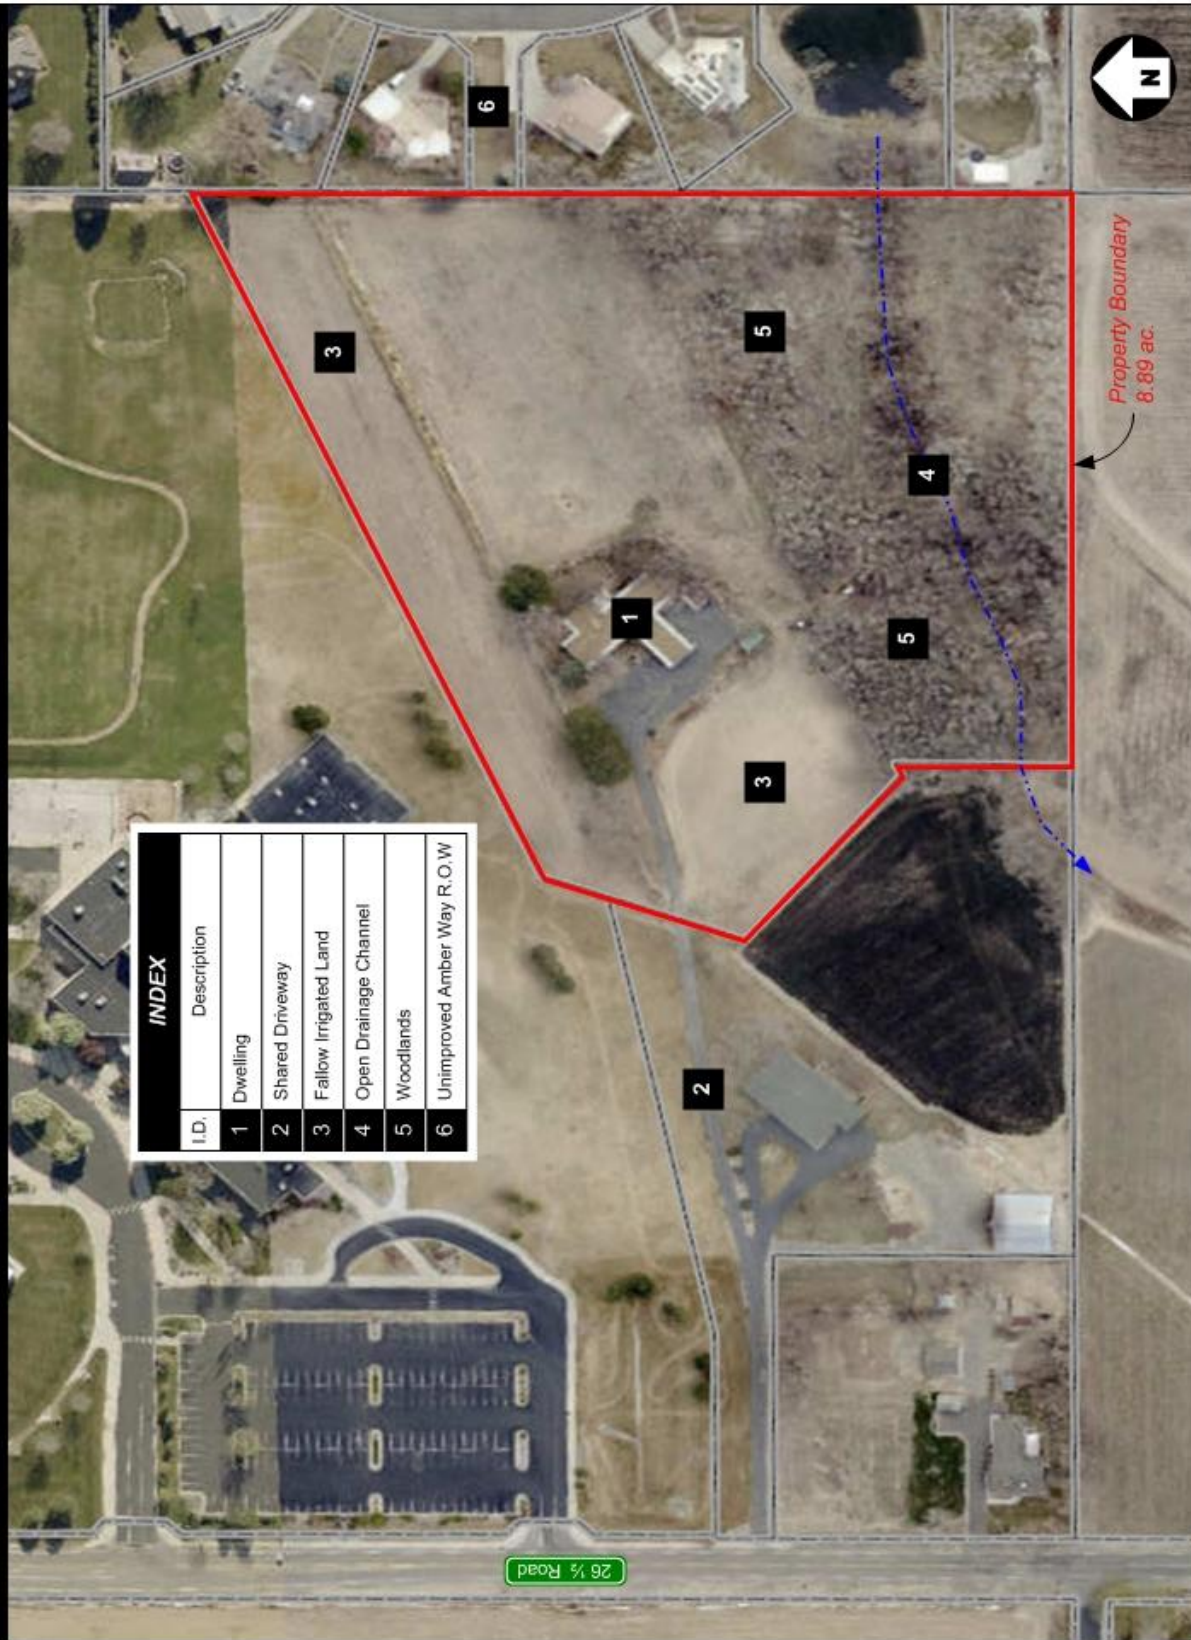 INDEX
I.D. Description
1 Dwelling
2 Shared Driveway
3 Fallow Irrigated Land
4 Open Drainage Channel
5 Woodlands
6 Unimproved Amber Way R.O.W
26 ½ Road
2
3
1
3
5
4
5
6
Property Boundary
8.89 ac.
N